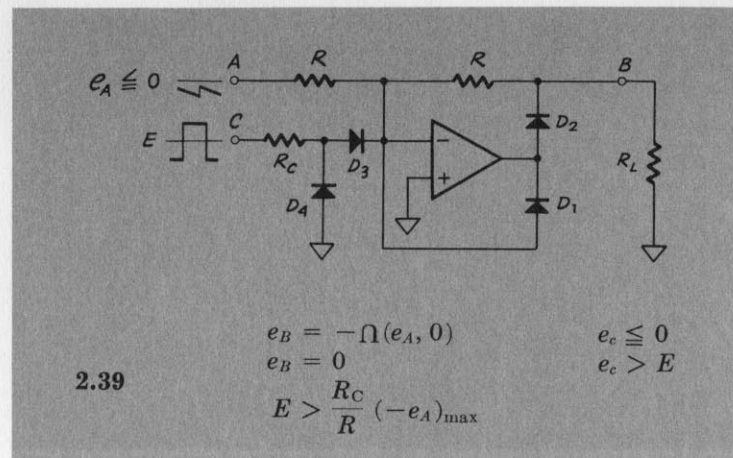 A
R
R
B
e_A ≦ 0
E
C
R_C
D_3
D_4
−
+
D_2
D_1
R_L
e_B = −Ω(e_A, 0)
e_c ≦ 0
e_B = 0
e_c > E
2.39
E > R_C/R (−e_A)_max